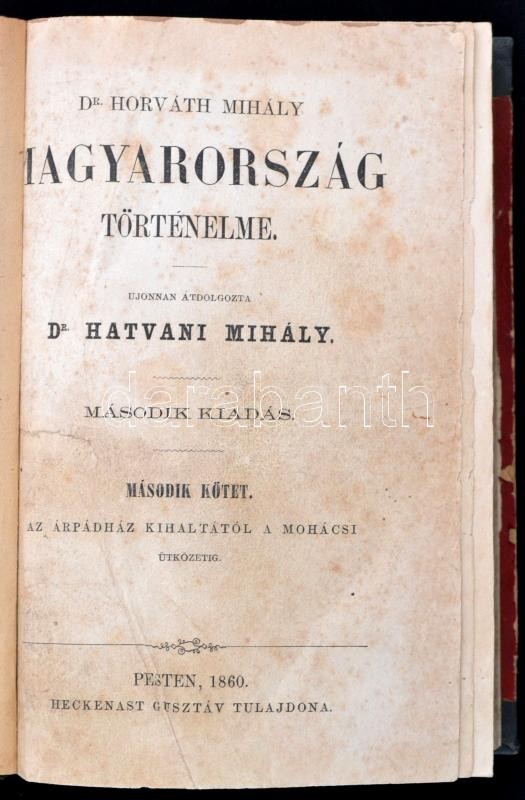 Dr. HORVÁTH MIHÁLY
MAGYARORSZÁG
TÖRTÉNELME.
UJONNAN ÁTDOLGOZTA
Dr. HATVANI MIHÁLY.
darabanth
MÁSODIK KIADÁS.
MÁSODIK KÖTET.
AZ ÁRPÁDHÁZ KIHALTÁTÓL A MOHÁCSI
ÜTKÖZETIG.
PESTEN, 1860.
HECKENAST GUSZTÁV TULAJDONA.